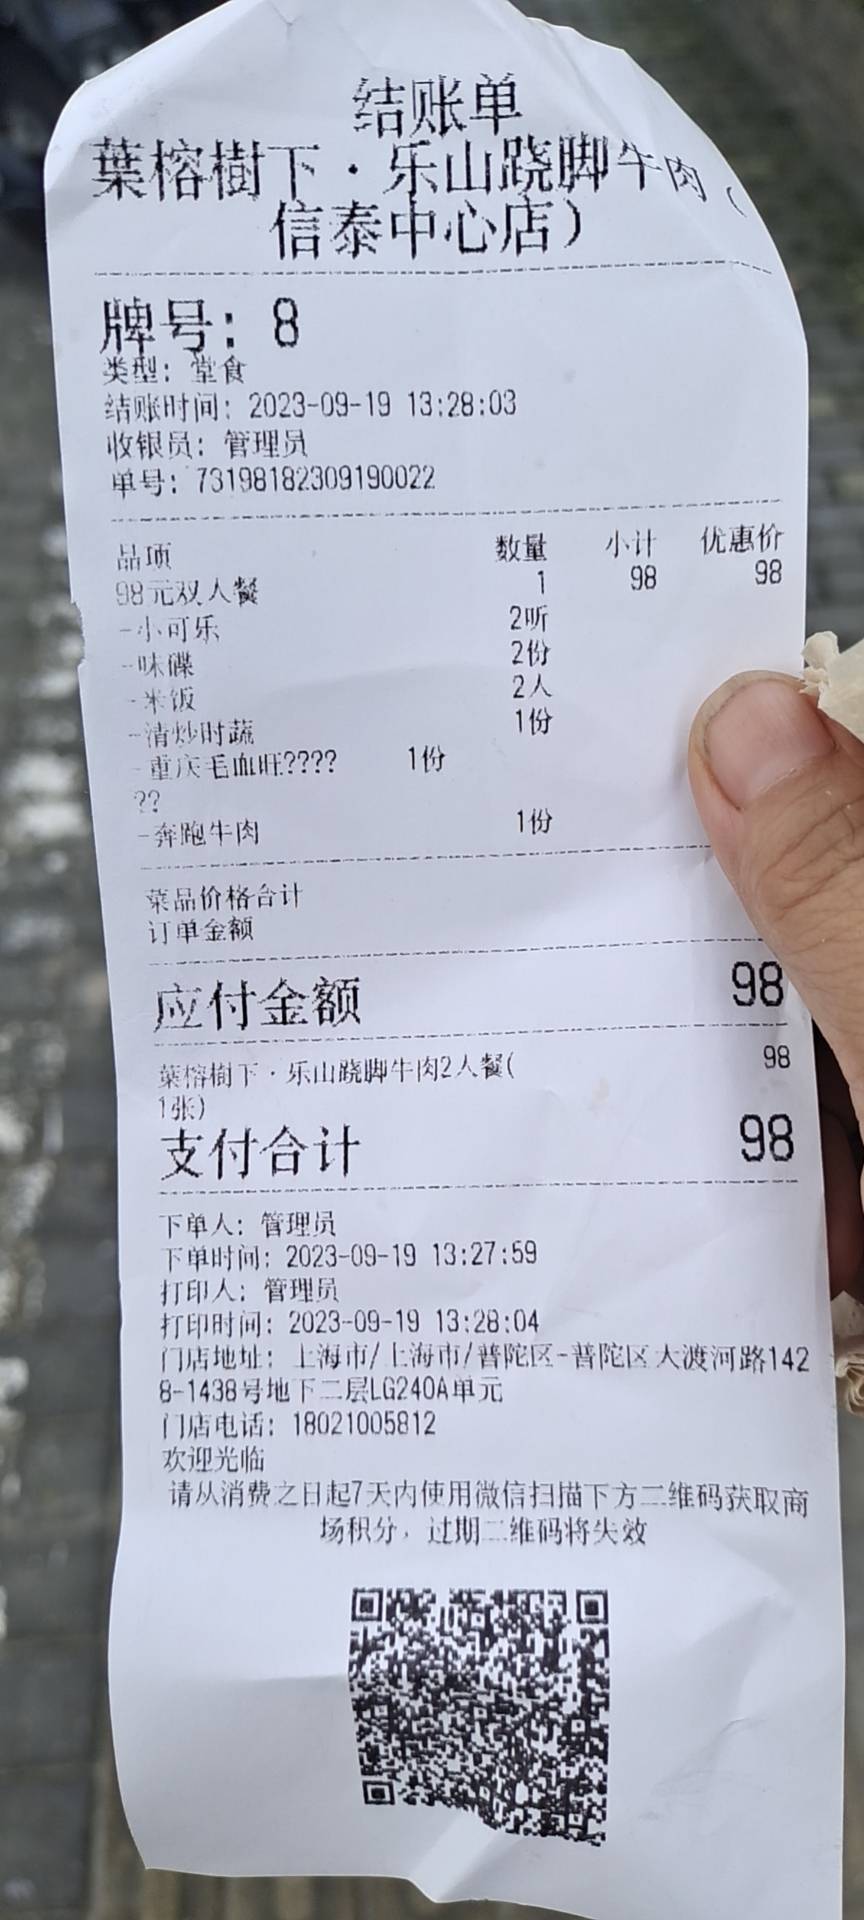 结账单
葉榕樹下·乐山跷脚牛肉（
信泰中心店）
牌号：8
类型：堂食
结账时间：2023-09-19 13:28:03
收银员：管理员
单号：73198182309190022
品项 数量 小计 优惠价
98元双人餐 1 98 98
-小可乐 2听
-味碟 2份
-米饭 2人
-清炒时蔬 1份
-重庆毛血旺???? 1份
??
-奔跑牛肉 1份
菜品价格合计
订单金额
应付金额 98
葉榕樹下·乐山跷脚牛肉2人餐( 98
1张)
支付合计 98
下单人：管理员
下单时间：2023-09-19 13:27:59
打印人：管理员
打印时间：2023-09-19 13:28:04
门店地址：上海市/上海市/普陀区-普陀区大渡河路142
8-1438号地下二层LG240A单元
门店电话：18021005812
欢迎光临
请从消费之日起7天内使用微信扫描下方二维码获取商
场积分，过期二维码将失效